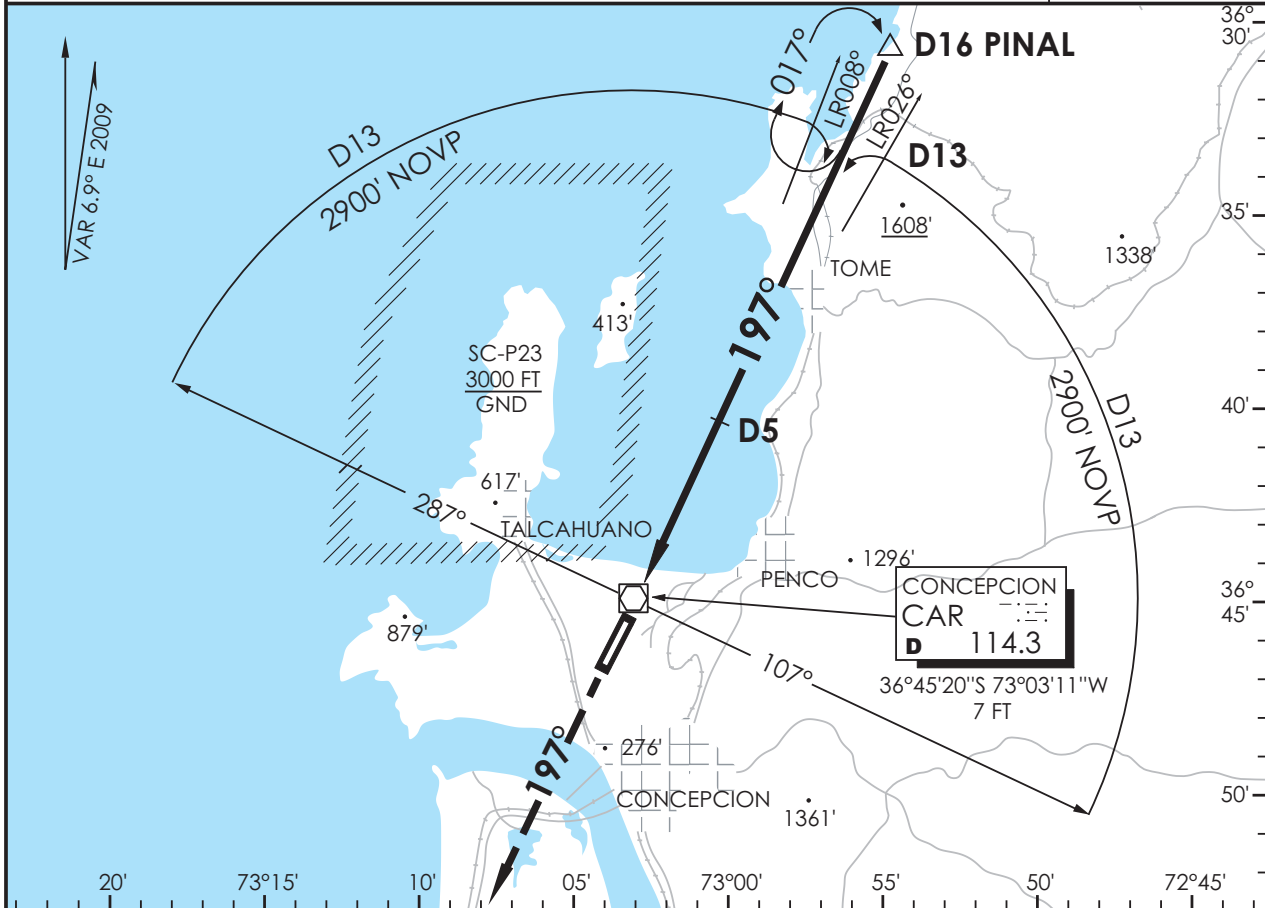 36°
30'
D16 PINAL
017°
LR008°
LR026°
VAR 6.9° E 2009
D13
2900' NOVP
D13
1608'
35'
1338'
TOME
413'
197°
SC-P23
3000 FT
GND
D13
2900' NOVP
40'
D5
617'
287°
TALCAHUANO
1296'
PENCO
CONCEPCION
CAR
D 114.3
36°45'20"S 73°03'11"W
7 FT
36°
45'
879'
107°
197°
276'
CONCEPCION
1361'
50'
20'
73°15'
10'
05'
73°00'
55'
50'
72°45'